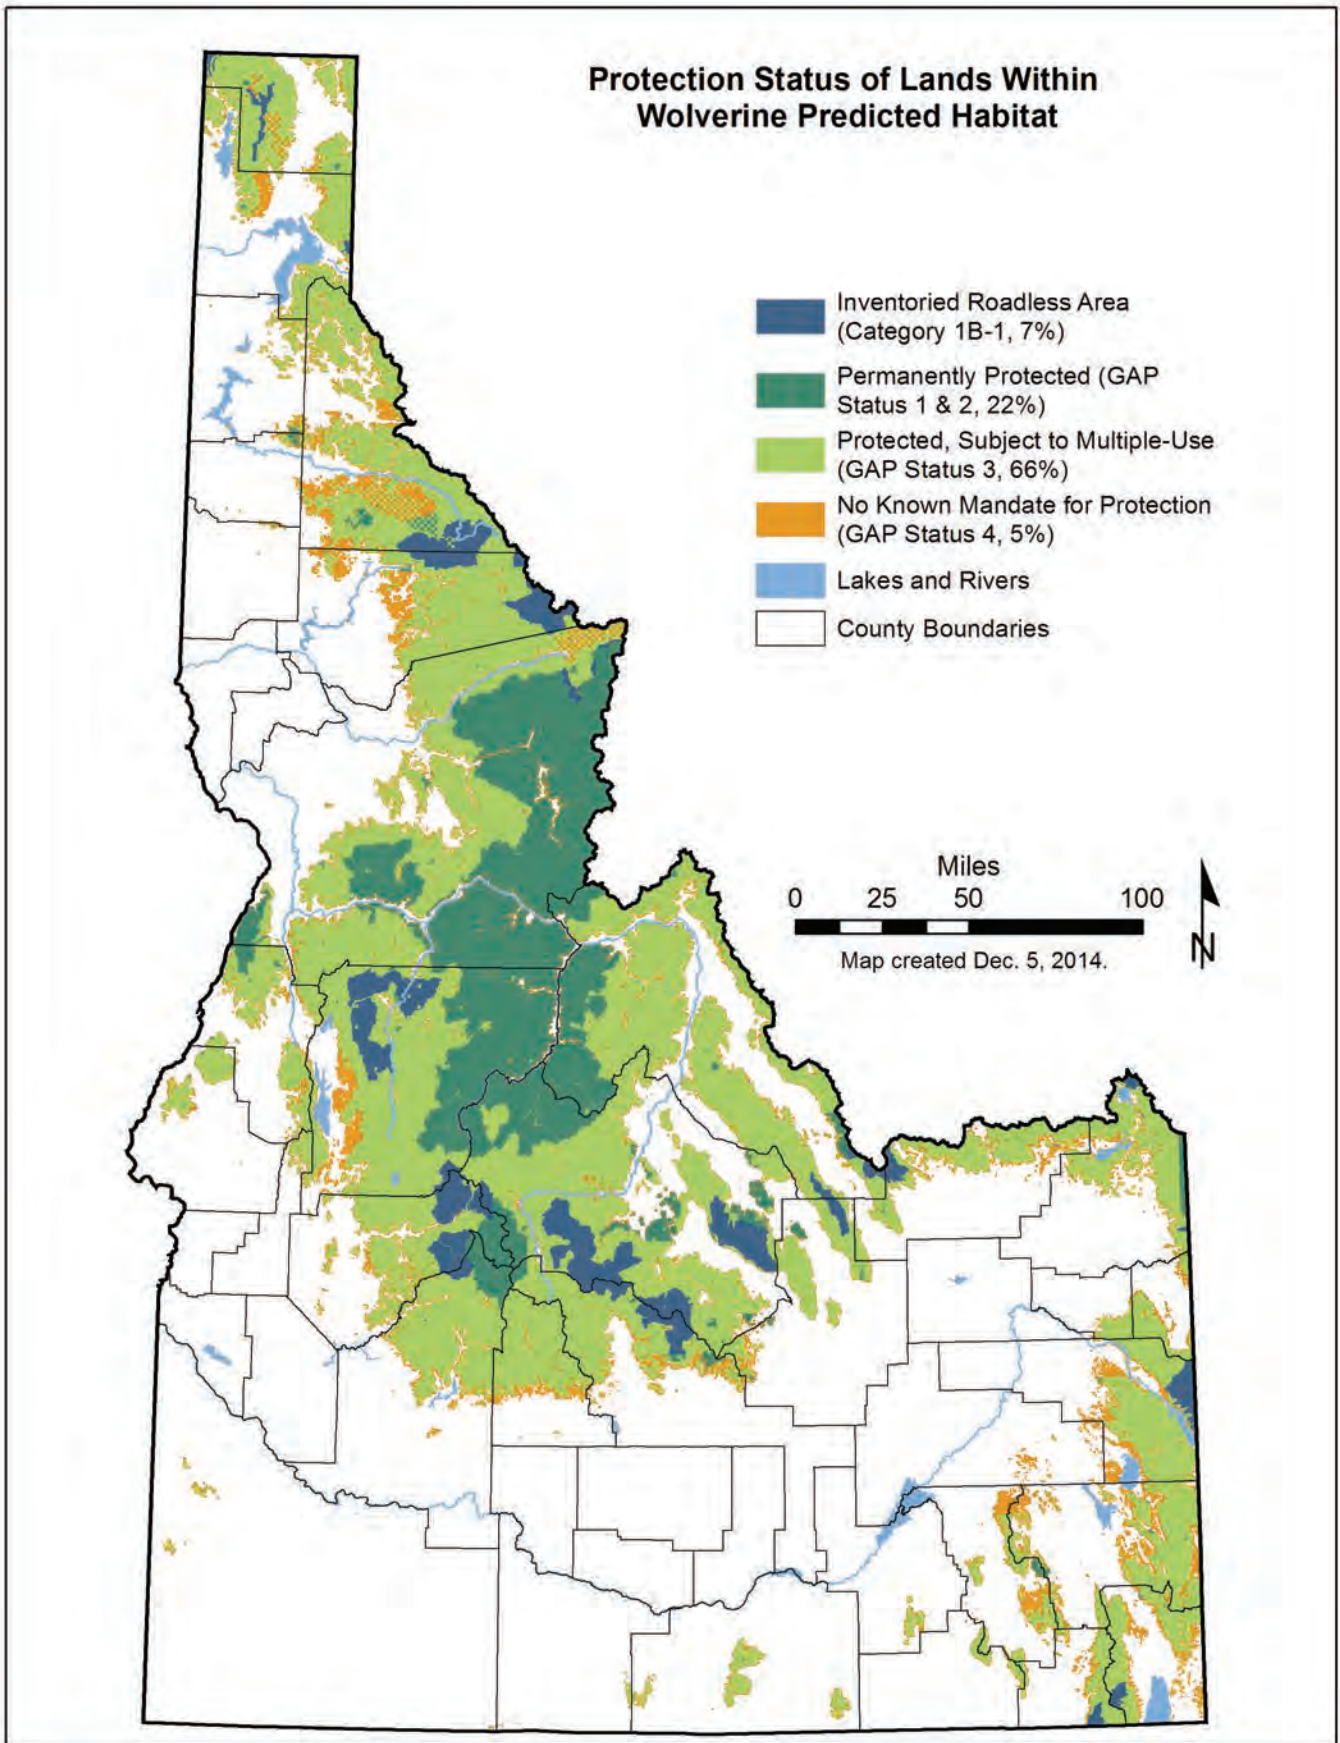 Protection Status of Lands Within
Wolverine Predicted Habitat
Inventoried Roadless Area
(Category 1B-1, 7%)
Permanently Protected (GAP
Status 1 & 2, 22%)
Protected, Subject to Multiple-Use
(GAP Status 3, 66%)
No Known Mandate for Protection
(GAP Status 4, 5%)
Lakes and Rivers
County Boundaries
Miles
0 25 50 100
N
Map created Dec. 5, 2014.